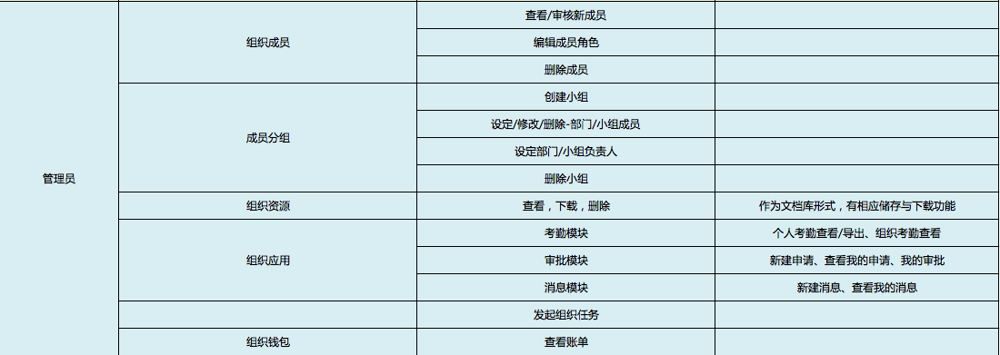 管理员
组织成员
查看/审核新成员
编辑成员角色
删除成员
成员分组
创建小组
设定/修改/删除-部门/小组成员
设定部门/小组负责人
删除小组
组织资源
查看，下载，删除
作为文档库形式，有相应储存与下载功能
组织应用
考勤模块
个人考勤查看/导出、组织考勤查看
审批模块
新建申请、查看我的申请、我的审批
消息模块
新建消息、查看我的消息
发起组织任务
组织钱包
查看账单